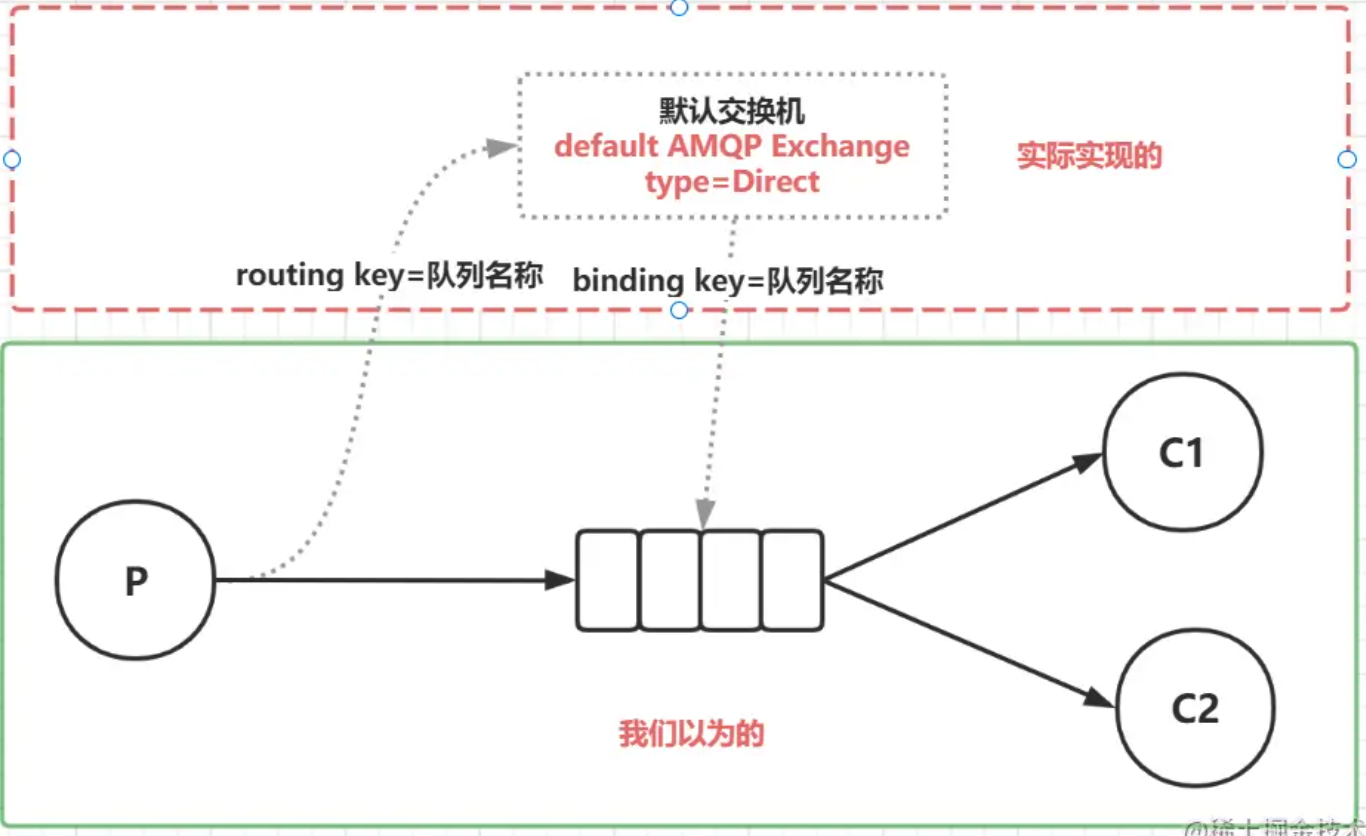 默认交换机
default AMQP Exchange
type=Direct
实际实现的
routing key=队列名称
binding key=队列名称
C1
P
C2
我们以为的
@稀土掘金技术